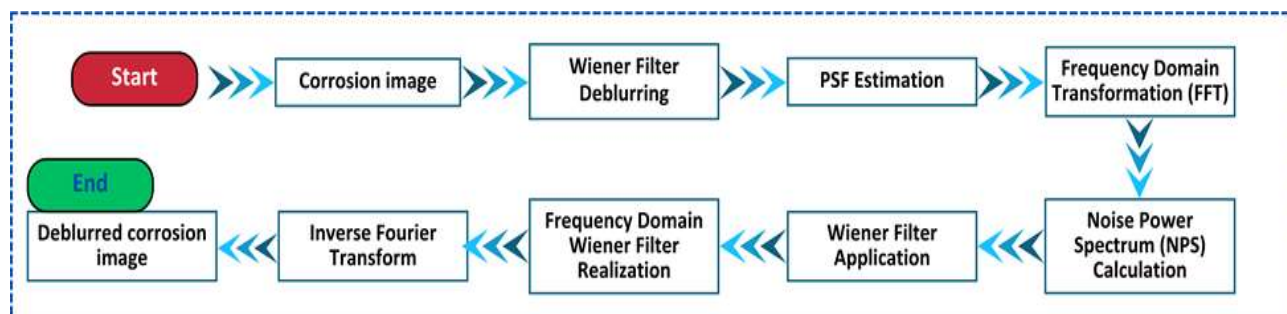 Start
Corrosion image
Wiener Filter
Deblurring
PSF Estimation
Frequency Domain
Transformation (FFT)
Noise Power
Spectrum (NPS)
Calculation
Wiener Filter
Application
Frequency Domain
Wiener Filter
Realization
Inverse Fourier
Transform
Deblurred corrosion
image
End